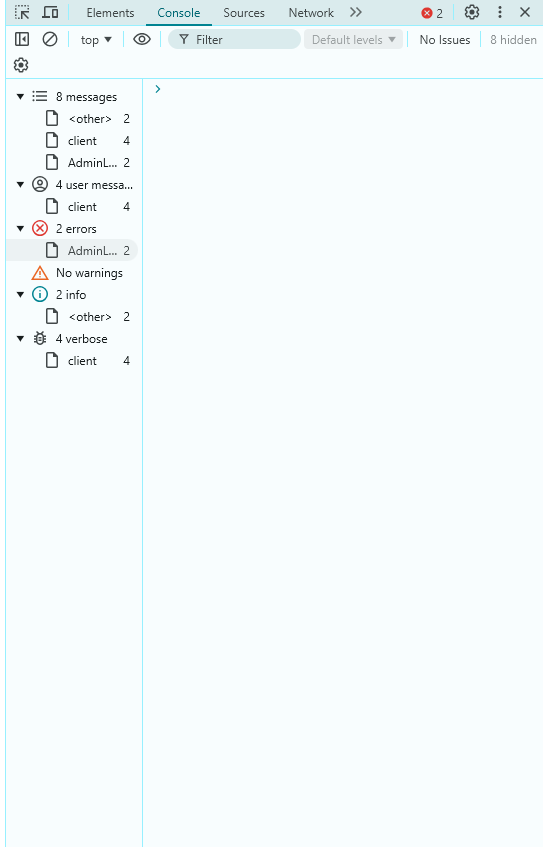 Elements Console Sources Network 2
top Filter Default levels No Issues 8 hidden
8 messages
<other> 2
client 4
AdminL... 2
4 user messa...
client 4
2 errors
AdminL... 2
No warnings
2 info
<other> 2
4 verbose
client 4